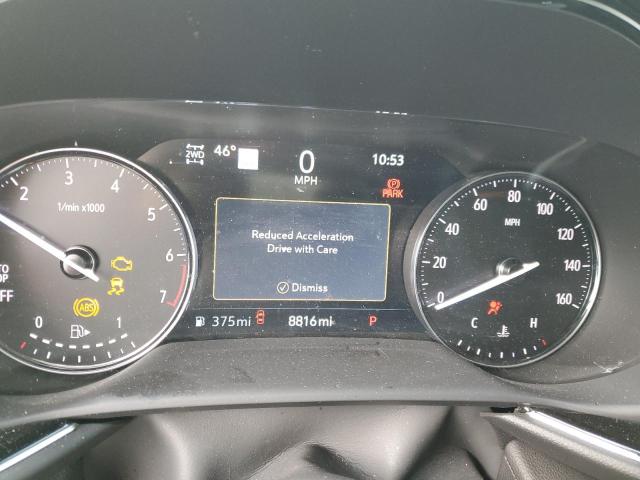 2WD 46° 0 10:53
MPH
PARK
2 3 4 5 6 7
1/min x1000
OFF
ABS
0 1
Reduced Acceleration
Drive with Care
Dismiss
375mi 8816mi P
0 20 40 60 80 100 120 140 160
MPH
C H